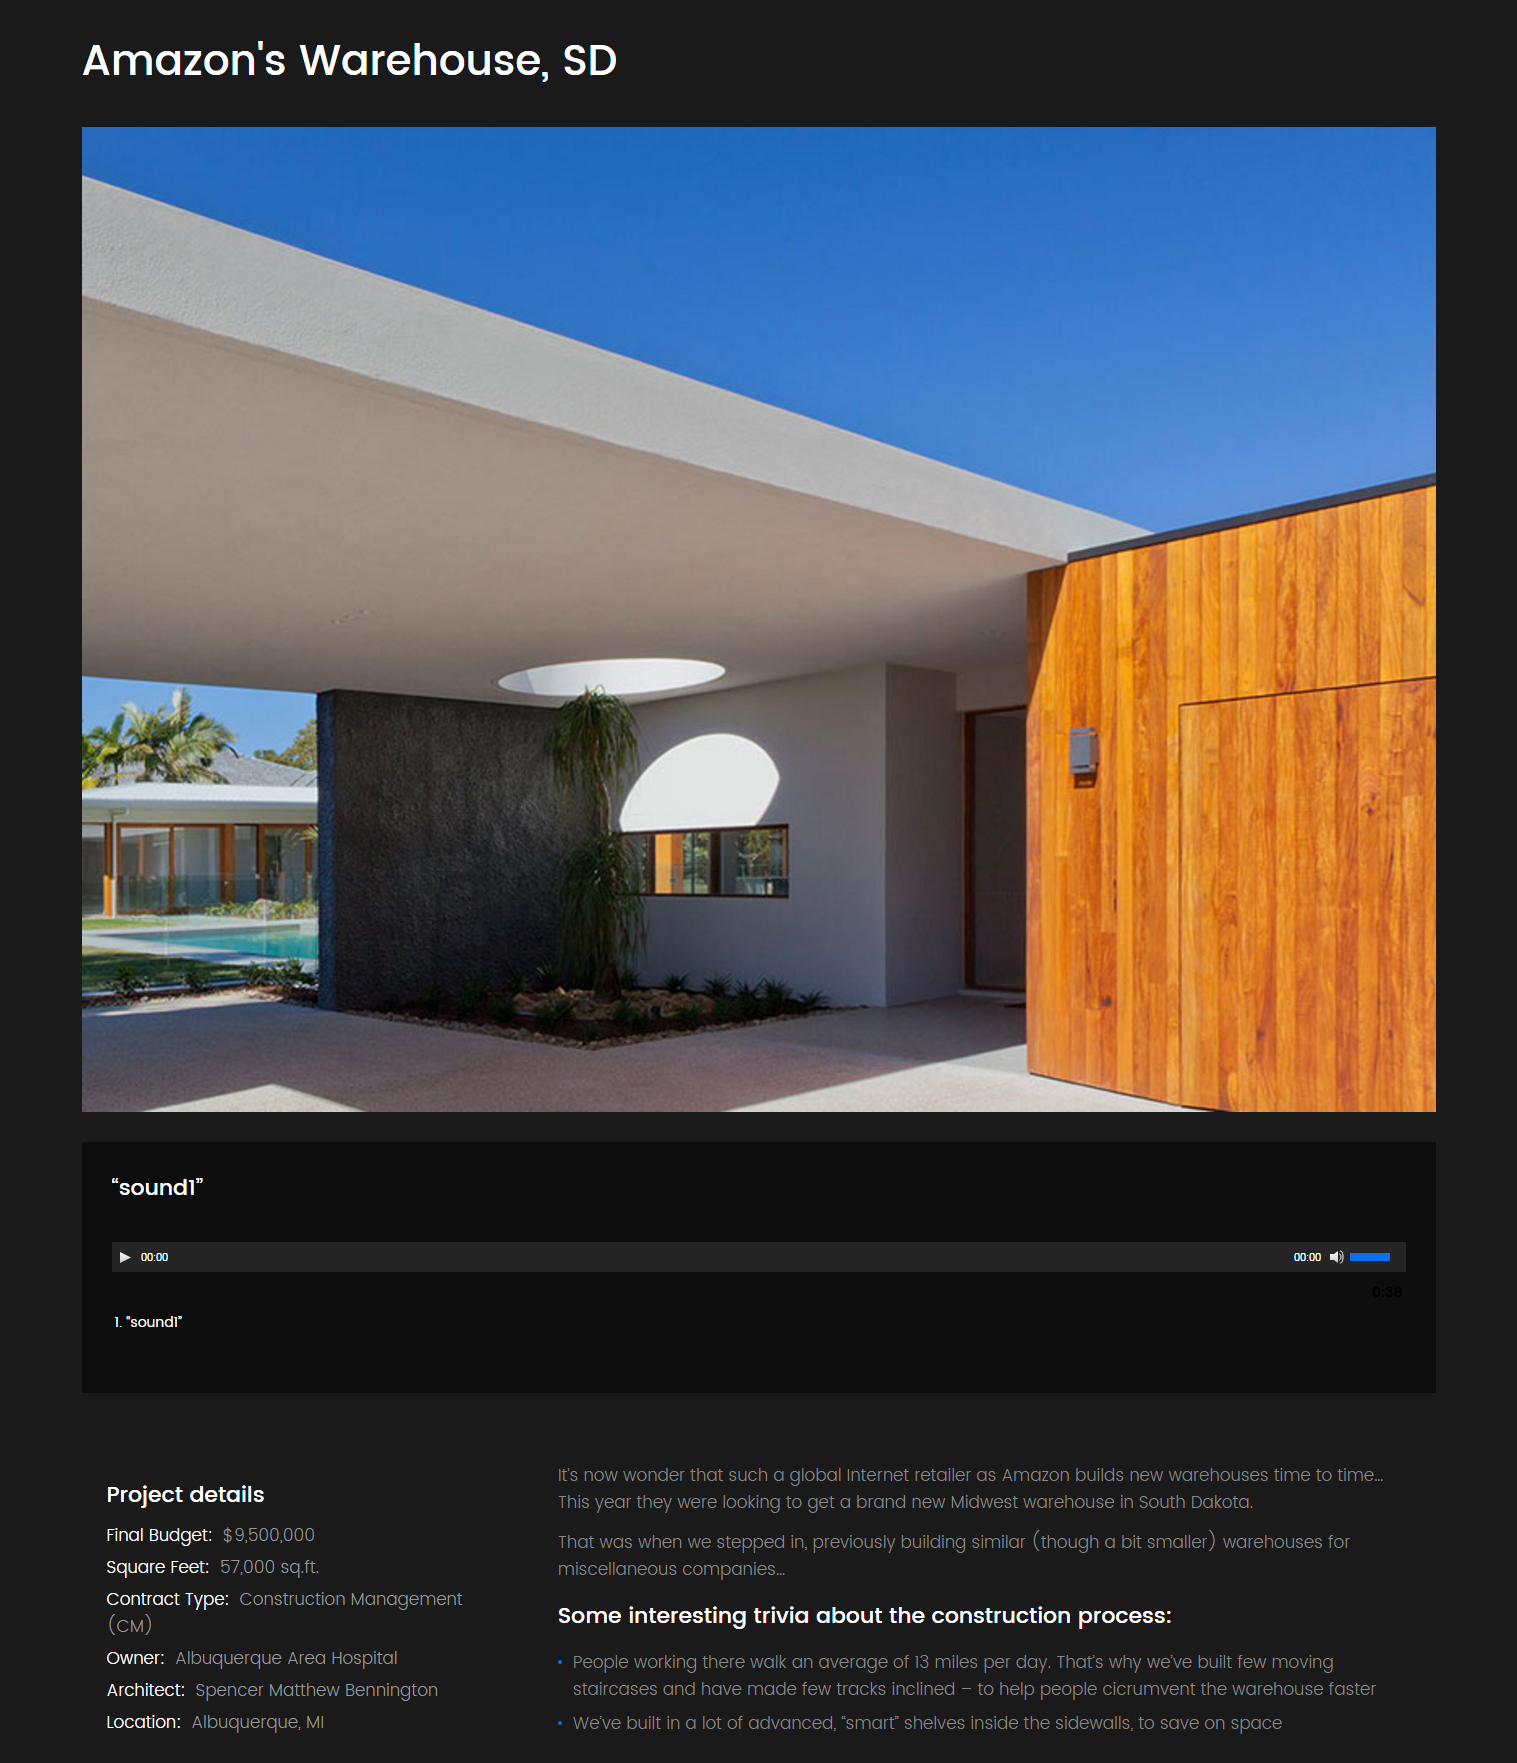 Amazon's Warehouse, SD
“sound1”
00:00
00:00
0:38
1. “sound1”
Project details
Final Budget: $9,500,000
Square Feet: 57,000 sq.ft.
Contract Type: Construction Management
(CM)
Owner: Albuquerque Area Hospital
Architect: Spencer Matthew Bennington
Location: Albuquerque, MI
It’s now wonder that such a global Internet retailer as Amazon builds new warehouses time to time…
This year they were looking to get a brand new Midwest warehouse in South Dakota.
That was when we stepped in, previously building similar (though a bit smaller) warehouses for
miscellaneous companies…
Some interesting trivia about the construction process:
• People working there walk an average of 13 miles per day. That’s why we’ve built few moving
staircases and have made few tracks inclined – to help people cicrumvent the warehouse faster
• We’ve built in a lot of advanced, “smart” shelves inside the sidewalls, to save on space